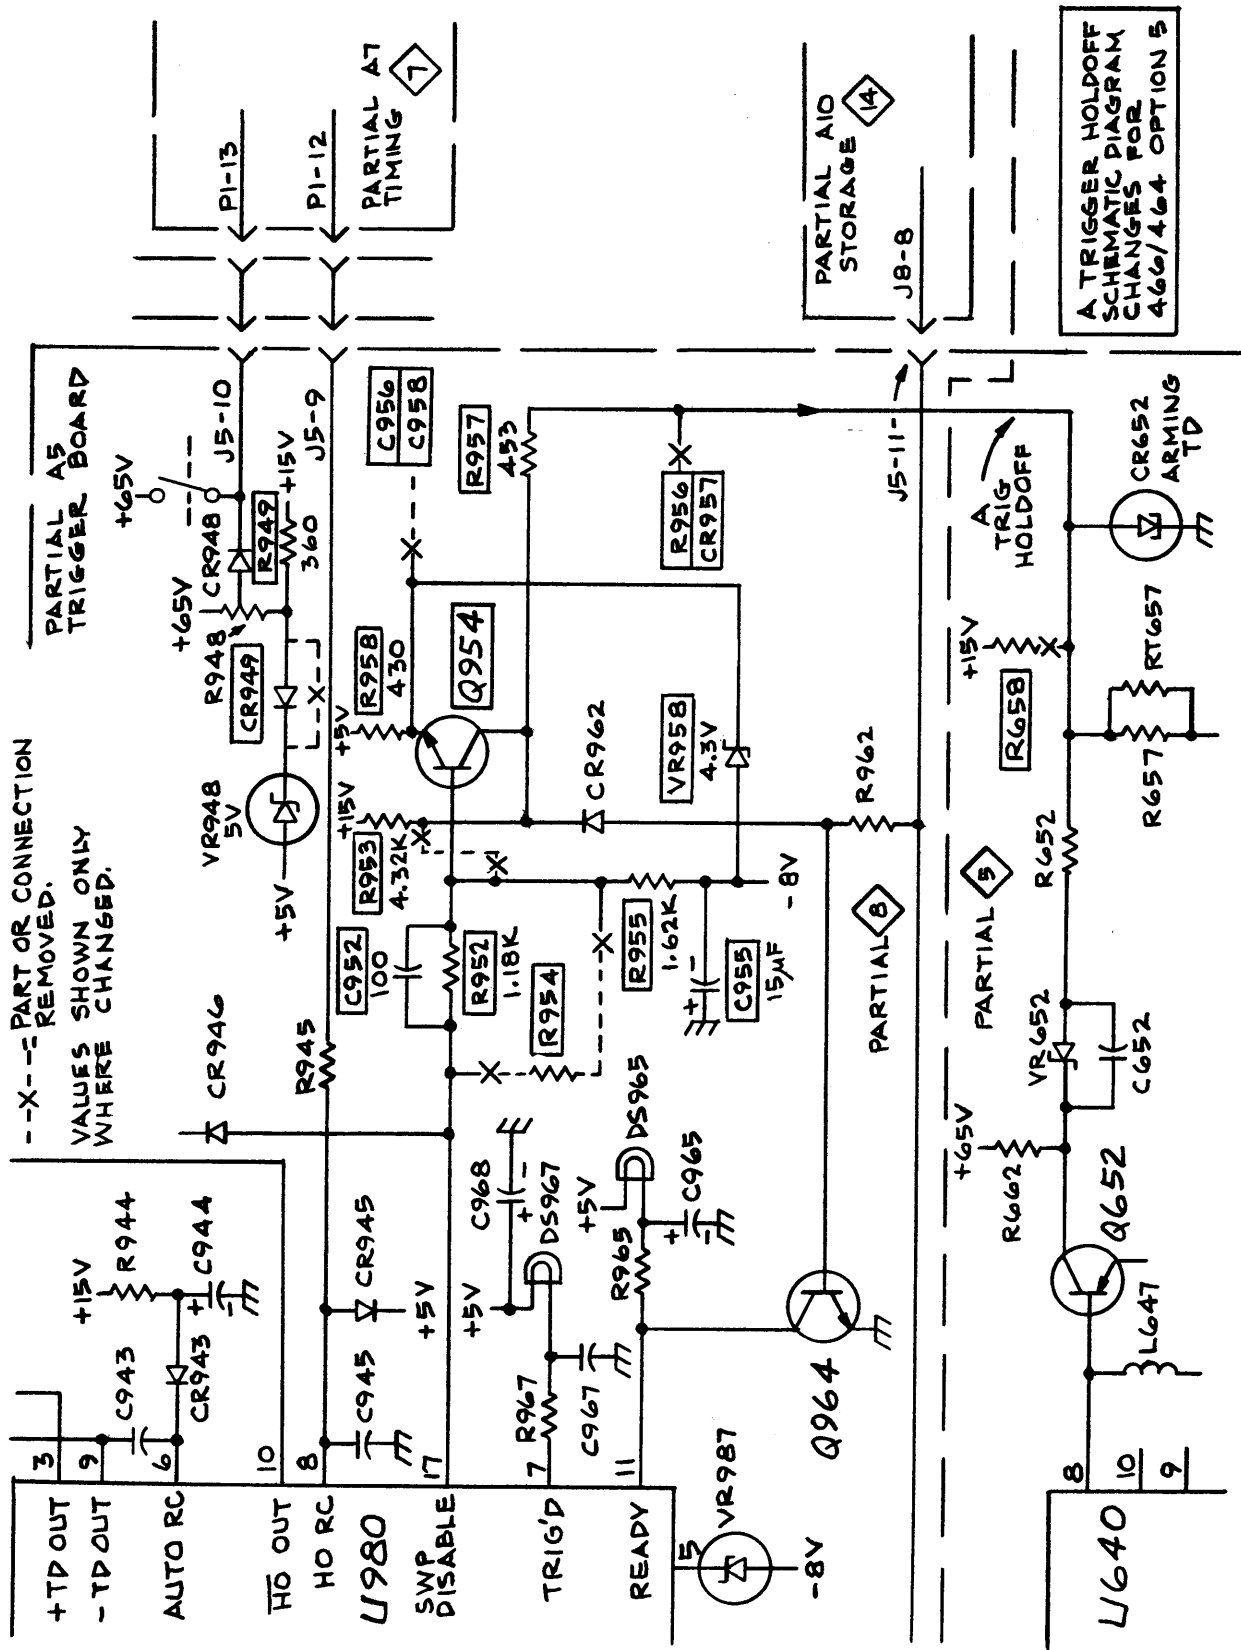 --X--= PART OR CONNECTION
REMOVED.
VALUES SHOWN ONLY
WHERE CHANGED.
PARTIAL A5
TRIGGER BOARD
+TD OUT
3
-TD OUT
9
AUTO RC
6
C943
CR943
+15V
R944
C944
+
-
HO OUT
10
HO RC
8
U980
C945
CR945
+5V
SWP
DISABLE
17
CR946
R945
+5V
VR948
5V
CR949
R948
+65V
CR948
+65V
R949
360
+15V
J5-10
J5-9
P1-13
P1-12
PARTIAL A7
TIMING
7
C952
100
R952
1.18K
R953
4.32K
+15V
+5V
R958
430
Q954
C956
C958
R957
453
R954
R955
1.62K
C955
15µF
+
-
-8V
CR962
VR958
4.3V
R956
CR957
TRIG'D
7
R967
C967
+5V
C968
+
-
DS967
READY
11
R965
+5V
DS965
C965
+
-
5
VR987
-8V
Q964
R962
PARTIAL 8
J5-11
J8-8
PARTIAL A10
STORAGE
14
PARTIAL 5
A
TRIG
HOLDOFF
U640
8
10
9
L647
Q652
R662
+65V
VR652
C652
R652
R657
RT657
R658
+15V
CR652
ARMING
TD
A TRIGGER HOLDOFF
SCHEMATIC DIAGRAM
CHANGES FOR
466/464 OPTION 5